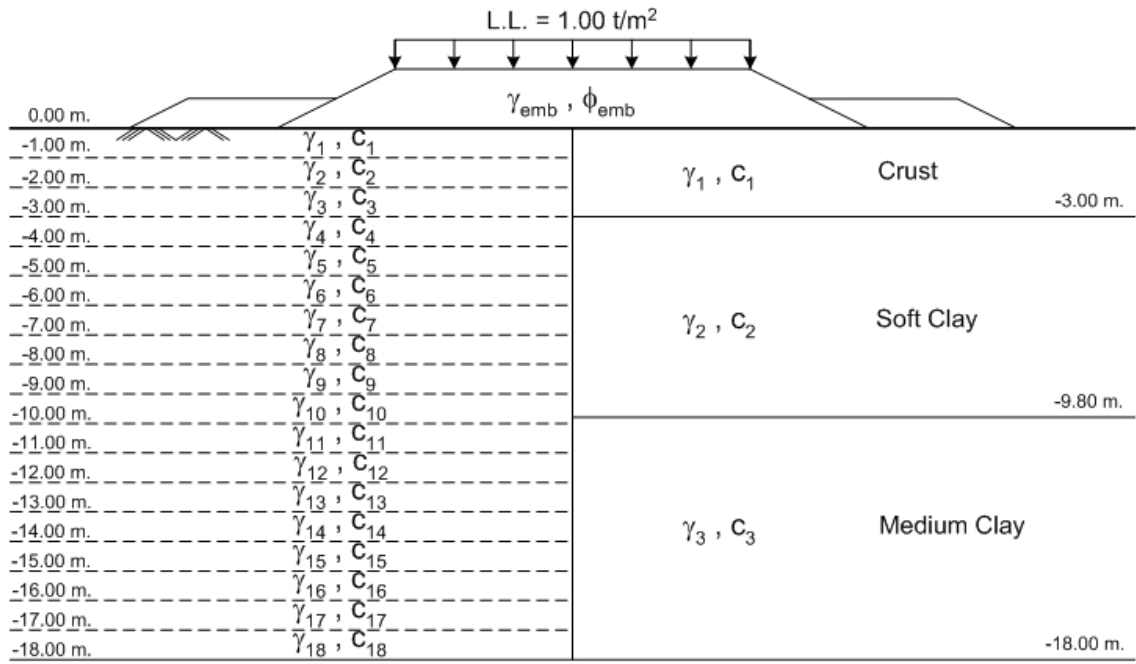 L.L. = 1.00 t/m²
γemb , ϕemb
0.00 m.
-1.00 m.
γ1 , C1
-2.00 m.
γ2 , C2
-3.00 m.
γ3 , C3
-4.00 m.
γ4 , C4
-5.00 m.
γ5 , C5
-6.00 m.
γ6 , C6
-7.00 m.
γ7 , C7
-8.00 m.
γ8 , C8
-9.00 m.
γ9 , C9
-10.00 m.
γ10 , C10
-11.00 m.
γ11 , C11
-12.00 m.
γ12 , C12
-13.00 m.
γ13 , C13
-14.00 m.
γ14 , C14
-15.00 m.
γ15 , C15
-16.00 m.
γ16 , C16
-17.00 m.
γ17 , C17
-18.00 m.
γ18 , C18
γ1 , C1 Crust
-3.00 m.
γ2 , C2 Soft Clay
-9.80 m.
γ3 , C3 Medium Clay
-18.00 m.